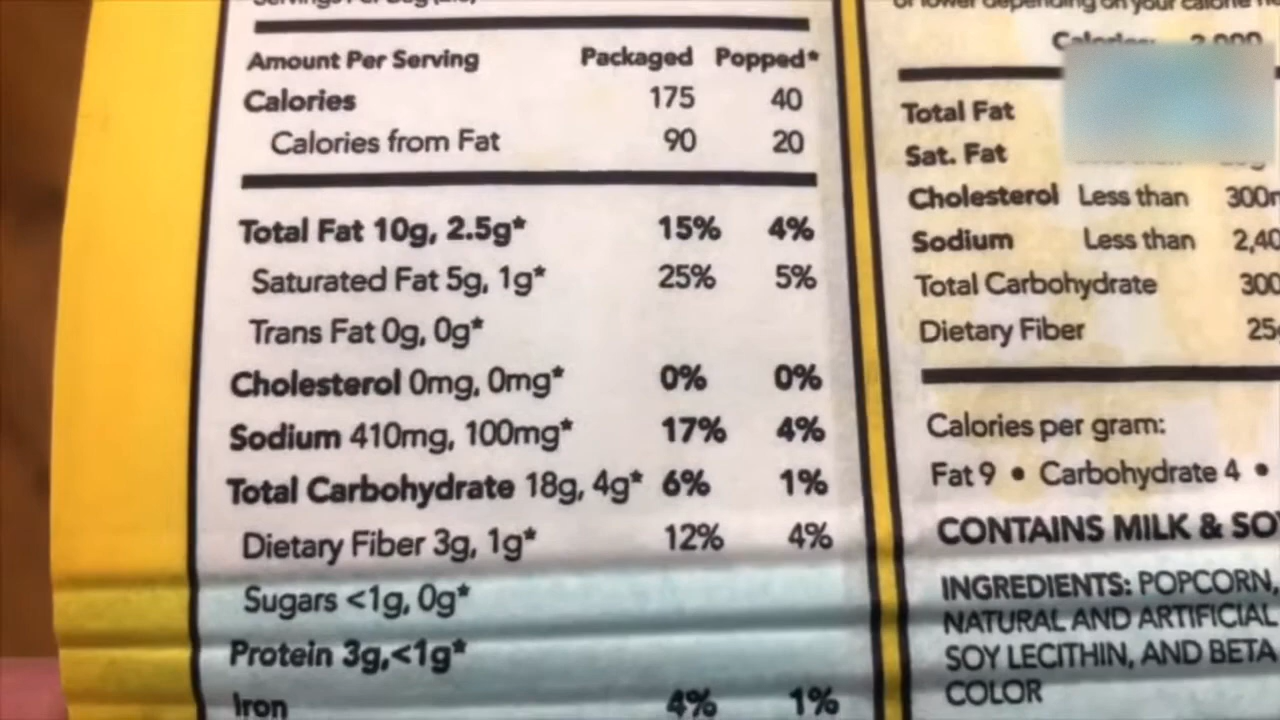 Amount Per Serving Packaged Popped*
Calories 175 40
Calories from Fat 90 20
Total Fat 10g, 2.5g* 15% 4%
Saturated Fat 5g, 1g* 25% 5%
Trans Fat 0g, 0g*
Cholesterol 0mg, 0mg* 0% 0%
Sodium 410mg, 100mg* 17% 4%
Total Carbohydrate 18g, 4g* 6% 1%
Dietary Fiber 3g, 1g* 12% 4%
Sugars <1g, 0g*
Protein 3g,<1g*
Iron 4% 1%
or lower depending on your calorie
Calories: 2,000
Total Fat
Sat. Fat
Cholesterol Less than 300m
Sodium Less than 2,40
Total Carbohydrate 300
Dietary Fiber 25
Calories per gram:
Fat 9 • Carbohydrate 4 •
CONTAINS MILK & SO
INGREDIENTS: POPCORN,
NATURAL AND ARTIFICIAL
SOY LECITHIN, AND BETA
COLOR